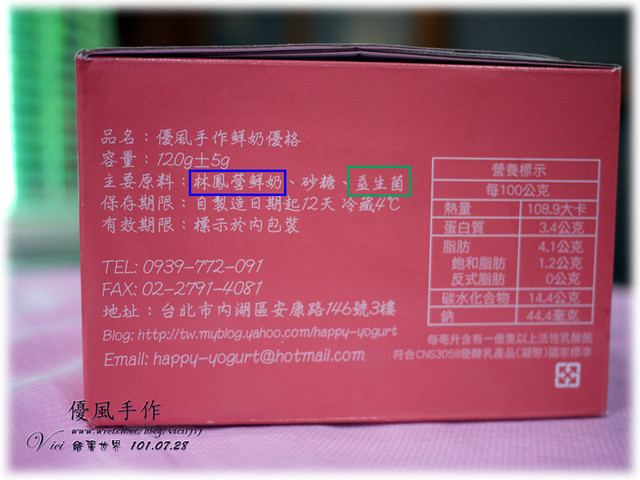 品名：優風手作鮮奶優格
容量：120g±5g
主要原料：林鳳營鮮奶、砂糖、益生菌
保存期限：自製造日期起12天 冷藏4℃
有效期限：標示於內包裝
TEL: 0939-772-091
FAX: 02-2791-4081
地址：台北市內湖區安康路146號3樓
Blog: http://tw.myblog.yahoo.com/happy-yogurt
Email: happy-yogurt@hotmail.com
營養標示
每100公克
熱量 108.9大卡
蛋白質 3.4公克
脂肪 4.1公克
飽和脂肪 1.2公克
反式脂肪 0公克
碳水化合物 14.4公克
鈉 44.4毫克
每毫升含有一個億以上活性乳酸菌
符合CNS3058發酵乳產品(凝態)國家標準
優風手作
Vici 繪畫世界 101.07.28